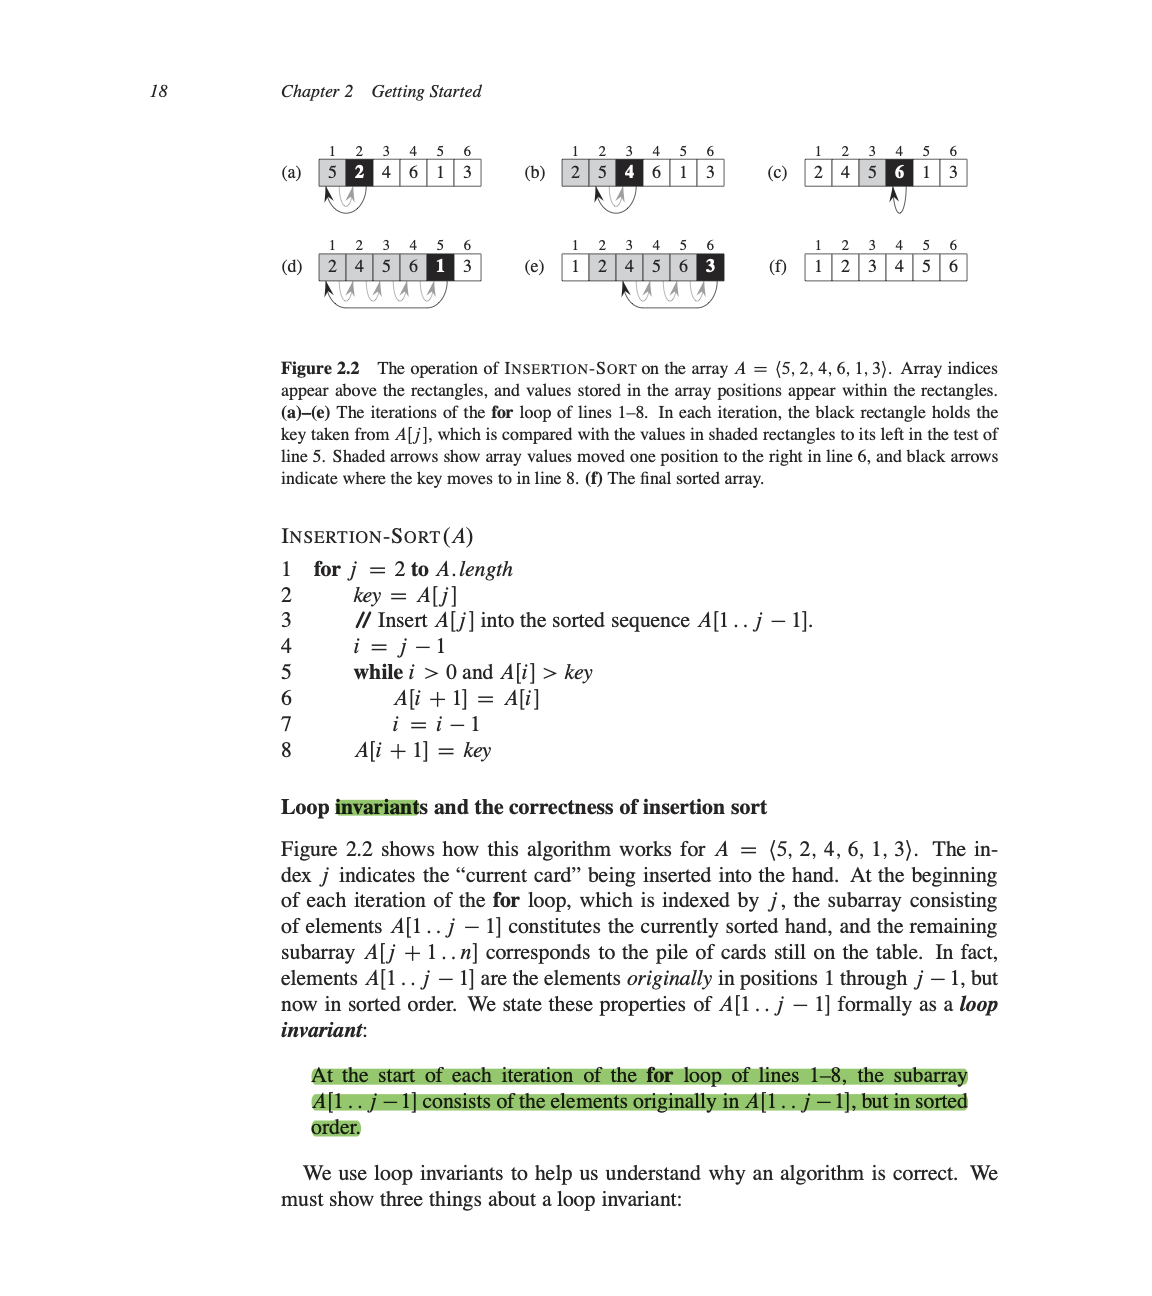 18 Chapter 2 Getting Started
1 2 3 4 5 6 1 2 3 4 5 6 1 2 3 4 5 6
(a) 5 2 4 6 1 3 (b) 2 5 4 6 1 3 (c) 2 4 5 6 1 3
1 2 3 4 5 6 1 2 3 4 5 6 1 2 3 4 5 6
(d) 2 4 5 6 1 3 (e) 1 2 4 5 6 3 (f) 1 2 3 4 5 6
Figure 2.2 The operation of INSERTION-SORT on the array A = ⟨5, 2, 4, 6, 1, 3⟩. Array indices
appear above the rectangles, and values stored in the array positions appear within the rectangles.
(a)–(e) The iterations of the for loop of lines 1–8. In each iteration, the black rectangle holds the
key taken from A[j], which is compared with the values in shaded rectangles to its left in the test of
line 5. Shaded arrows show array values moved one position to the right in line 6, and black arrows
indicate where the key moves to in line 8. (f) The final sorted array.
INSERTION-SORT(A)
1 for j = 2 to A.length
2 key = A[j]
3 // Insert A[j] into the sorted sequence A[1 . . j − 1].
4 i = j − 1
5 while i > 0 and A[i] > key
6 A[i + 1] = A[i]
7 i = i − 1
8 A[i + 1] = key
Loop invariants and the correctness of insertion sort
Figure 2.2 shows how this algorithm works for A = ⟨5, 2, 4, 6, 1, 3⟩. The in-
dex j indicates the “current card” being inserted into the hand. At the beginning
of each iteration of the for loop, which is indexed by j, the subarray consisting
of elements A[1 . . j − 1] constitutes the currently sorted hand, and the remaining
subarray A[j + 1 . . n] corresponds to the pile of cards still on the table. In fact,
elements A[1 . . j − 1] are the elements originally in positions 1 through j − 1, but
now in sorted order. We state these properties of A[1 . . j − 1] formally as a loop
invariant:
At the start of each iteration of the for loop of lines 1–8, the subarray
A[1 . . j − 1] consists of the elements originally in A[1 . . j − 1], but in sorted
order.
We use loop invariants to help us understand why an algorithm is correct. We
must show three things about a loop invariant: